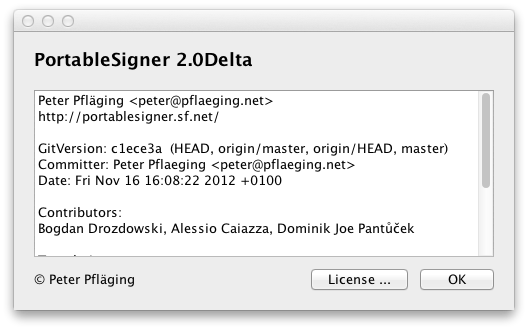 PortableSigner 2.0Delta
Peter Pfläging <peter@pflaeging.net>
http://portablesigner.sf.net/
GitVersion: c1ece3a  (HEAD, origin/master, origin/HEAD, master)
Committer: Peter Pflaeging <peter@pflaeging.net>
Date: Fri Nov 16 16:08:22 2012 +0100
Contributors:
Bogdan Drozdowski, Alessio Caiazza, Dominik Joe Pantůček
© Peter Pfläging
License ...
OK